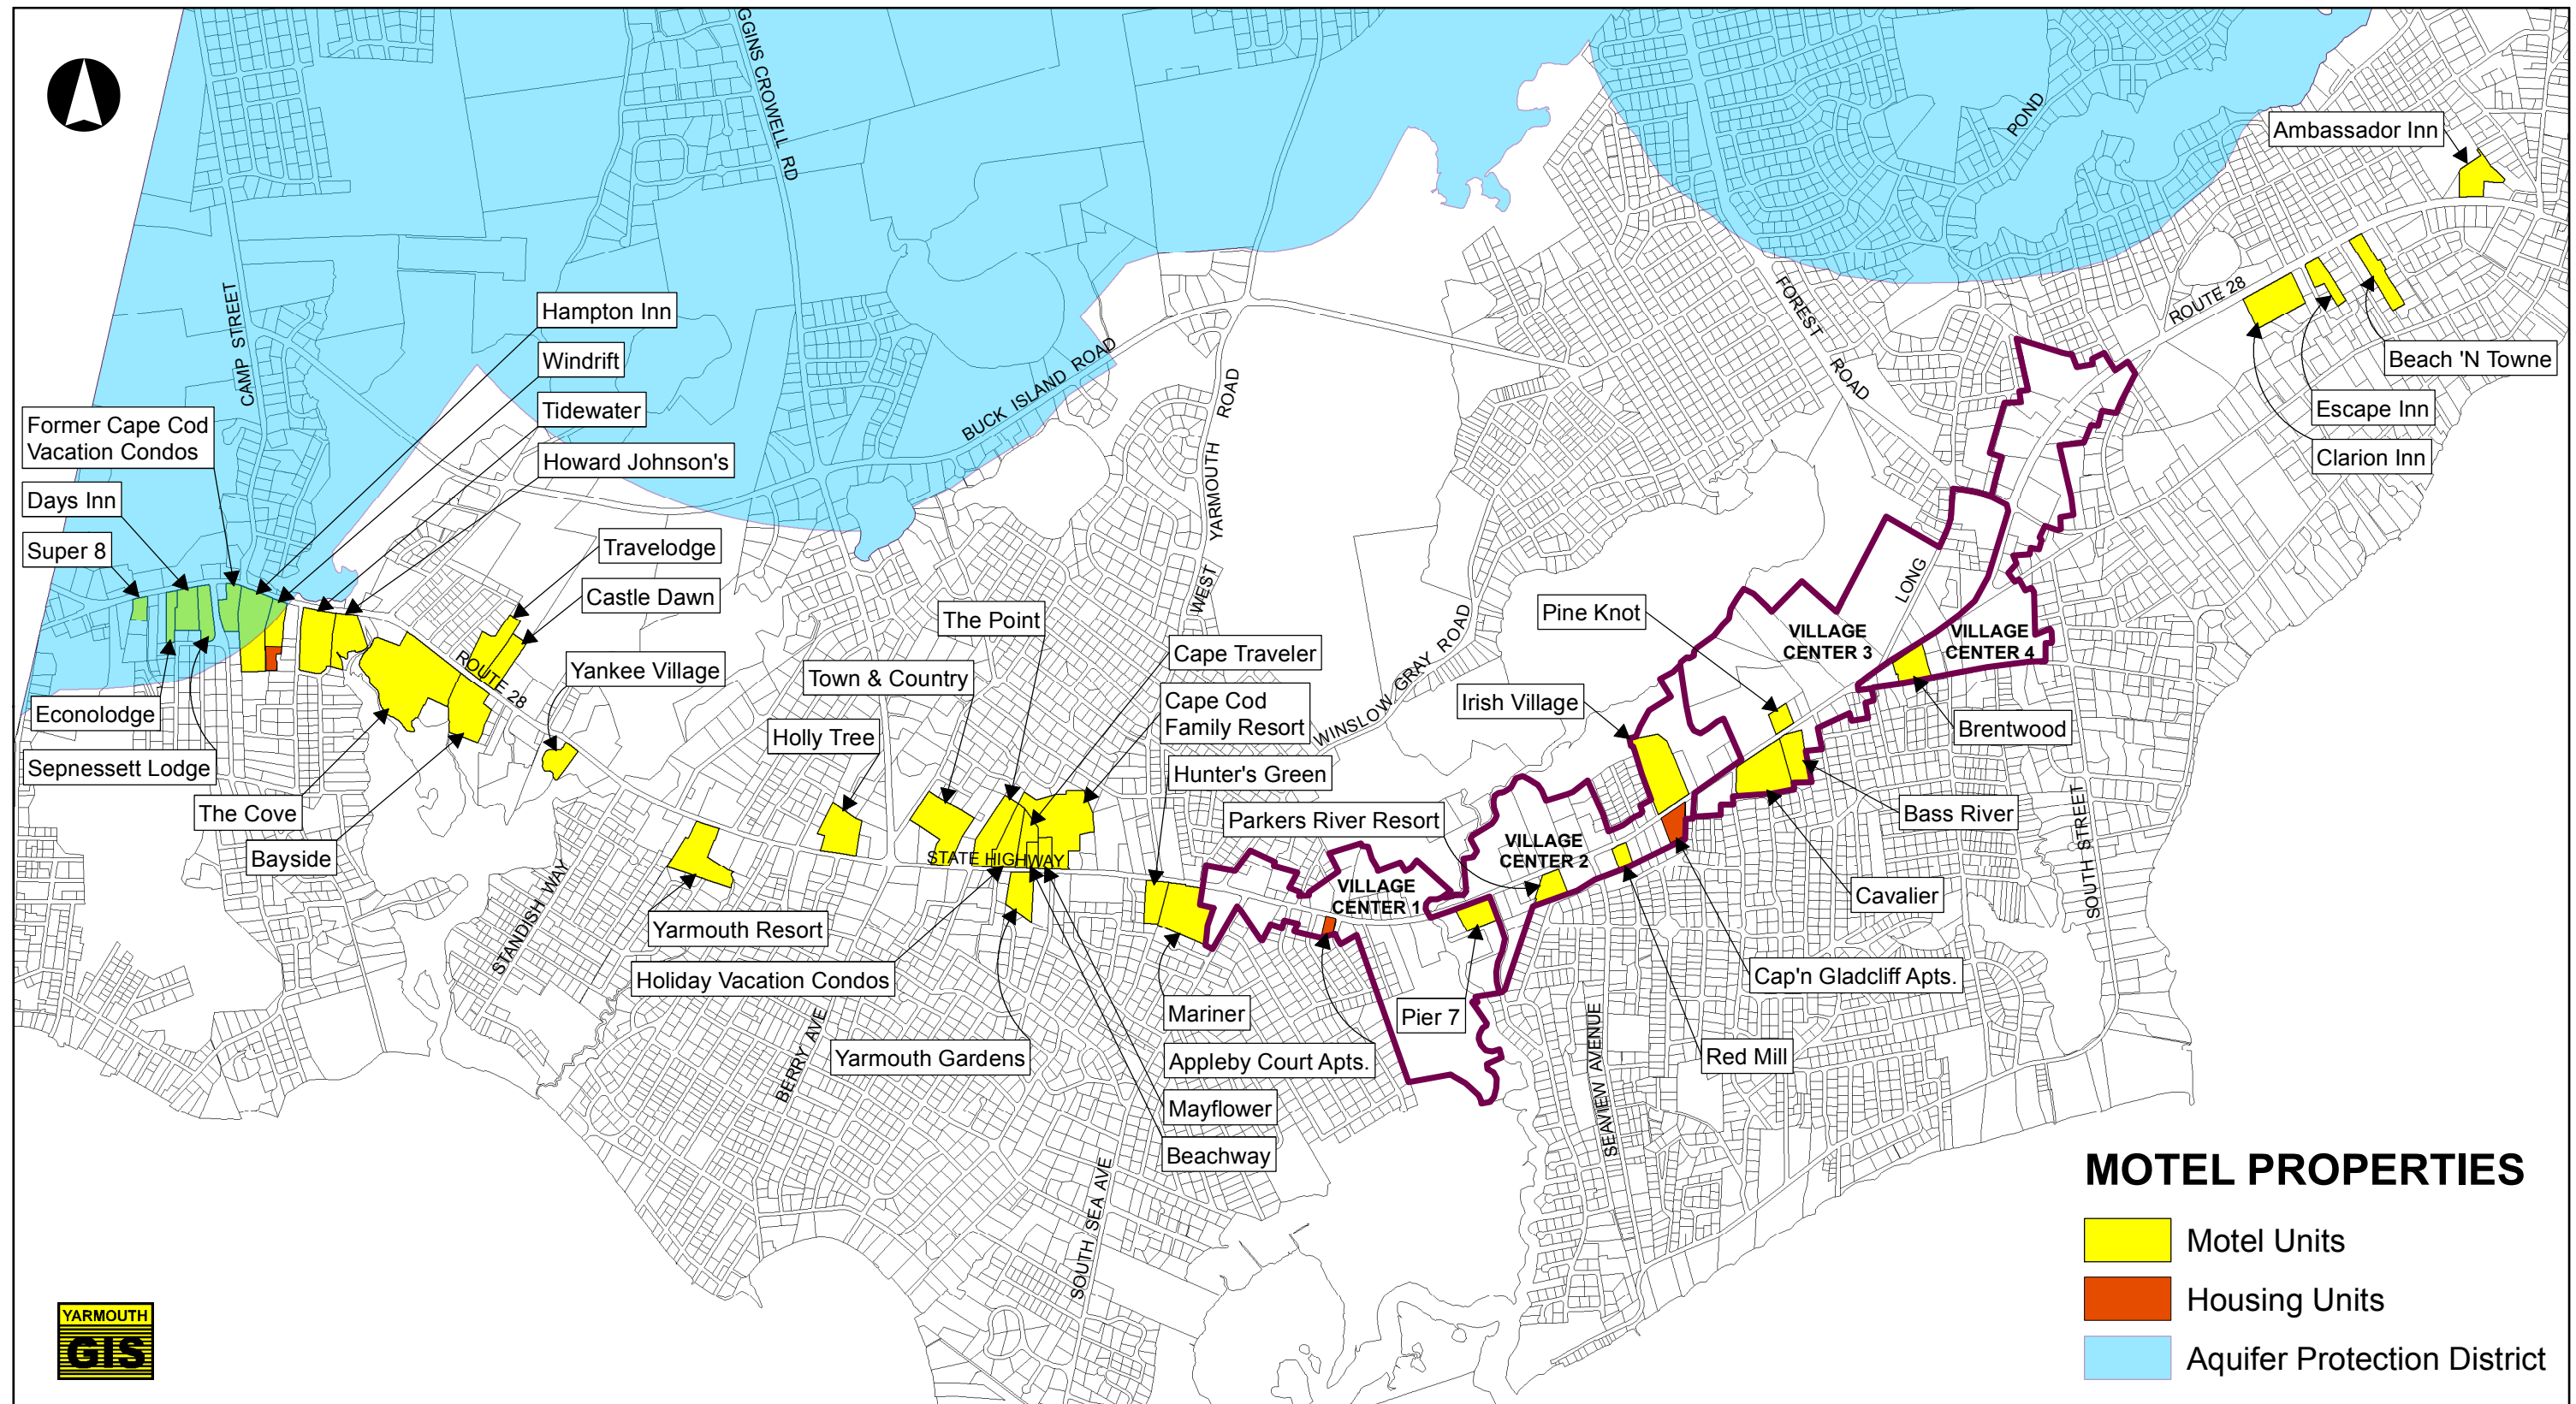 GGINS CROWELL RD
POND
Ambassador Inn
CAMP STREET
Hampton Inn
Windrift
Tidewater
Howard Johnson's
Former Cape Cod
Vacation Condos
Days Inn
Super 8
BUCK ISLAND ROAD
WEST YARMOUTH ROAD
FOREST ROAD
ROUTE 28
Beach 'N Towne
Escape Inn
Clarion Inn
Travelodge
Castle Dawn
Yankee Village
ROUTE 28
Econolodge
Sepnessett Lodge
The Cove
Bayside
The Point
Town & Country
Holly Tree
Cape Traveler
Cape Cod
Family Resort
Hunter's Green
WINSLOW GRAY ROAD
Pine Knot
Irish Village
LONG
VILLAGE
CENTER 3
VILLAGE
CENTER 4
Brentwood
Bass River
Cavalier
Parkers River Resort
VILLAGE
CENTER 2
VILLAGE
CENTER 1
STATE HIGHWAY
STANDISH WAY
Yarmouth Resort
Holiday Vacation Condos
Yarmouth Gardens
BERRY AVE
Mariner
Appleby Court Apts.
Mayflower
Beachway
Pier 7
Cap'n Gladcliff Apts.
Red Mill
SEAVIEW AVENUE
SOUTH STREET
SOUTH SEA AVE
MOTEL PROPERTIES
Motel Units
Housing Units
Aquifer Protection District
YARMOUTH
GIS